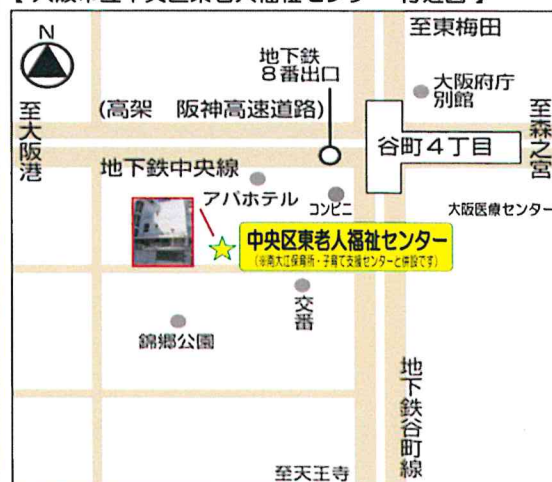 N
至東梅田
地下鉄
8番出口
大阪府庁
別館
至大阪港
(高架 阪神高速道路)
至森之宮
谷町4丁目
地下鉄中央線
アパホテル
コンビニ
大阪医療センター
中央区東老人福祉センター
(※南大江保育所・子育て支援センターと併設です)
交番
錦郷公園
地下鉄谷町線
至天王寺